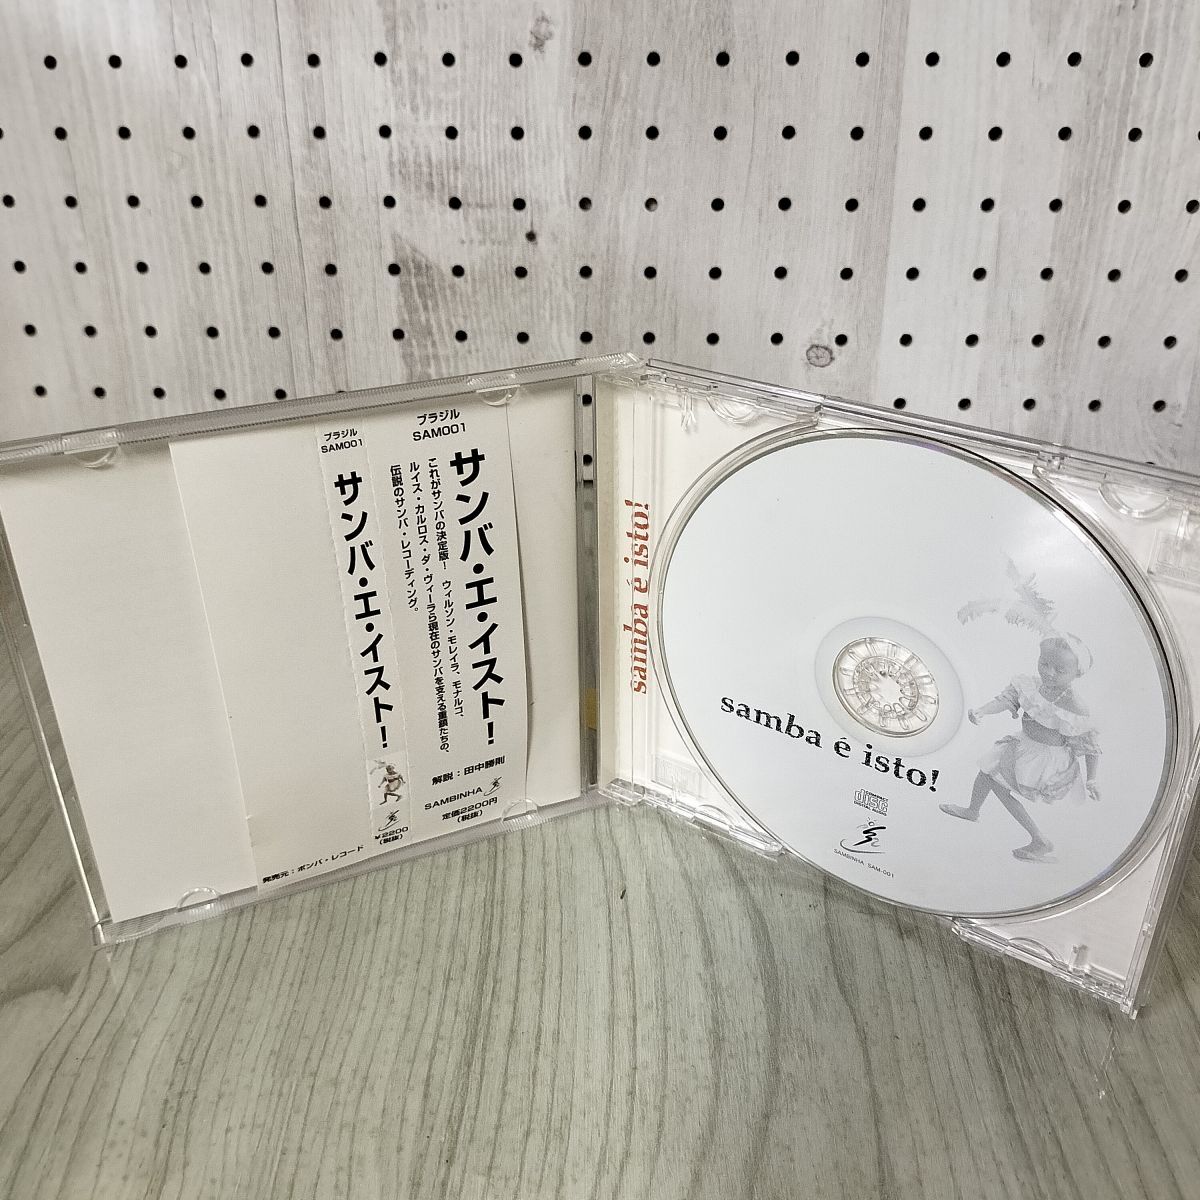 ブラジル
SAM001
サンバ・エ・イスト!
¥2200
(税抜)
ブラジル
SAM001
サンバ・エ・イスト!
これがサンバの決定版! ウィルソン・モレイラ、モナルコ、
ルイス・カルロス・ダ・ヴィーラら現在のサンバを支える重鎮たちの、
伝説のサンバ・レコーディング。
解説:田中勝則
SAMBINHA
定価2200円
(税抜)
発売元:ボンバ・レコード
samba é isto!
samba é isto!
COMPACT
disc
DIGITAL AUDIO
SAMBINHA SAM-001